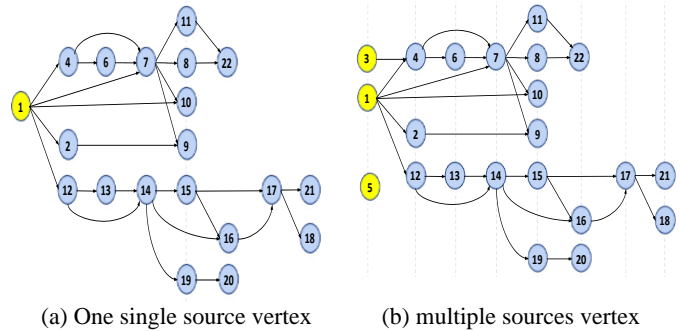 11 11
4 6 7 8 22 3 4 6 7 8 22
1 10 1 10
2 9 2 9
12 13 14 15 17 21 5 12 13 14 15 17 21
16 18 16 18
19 20 19 20
(a) One single source vertex (b) multiple sources vertex